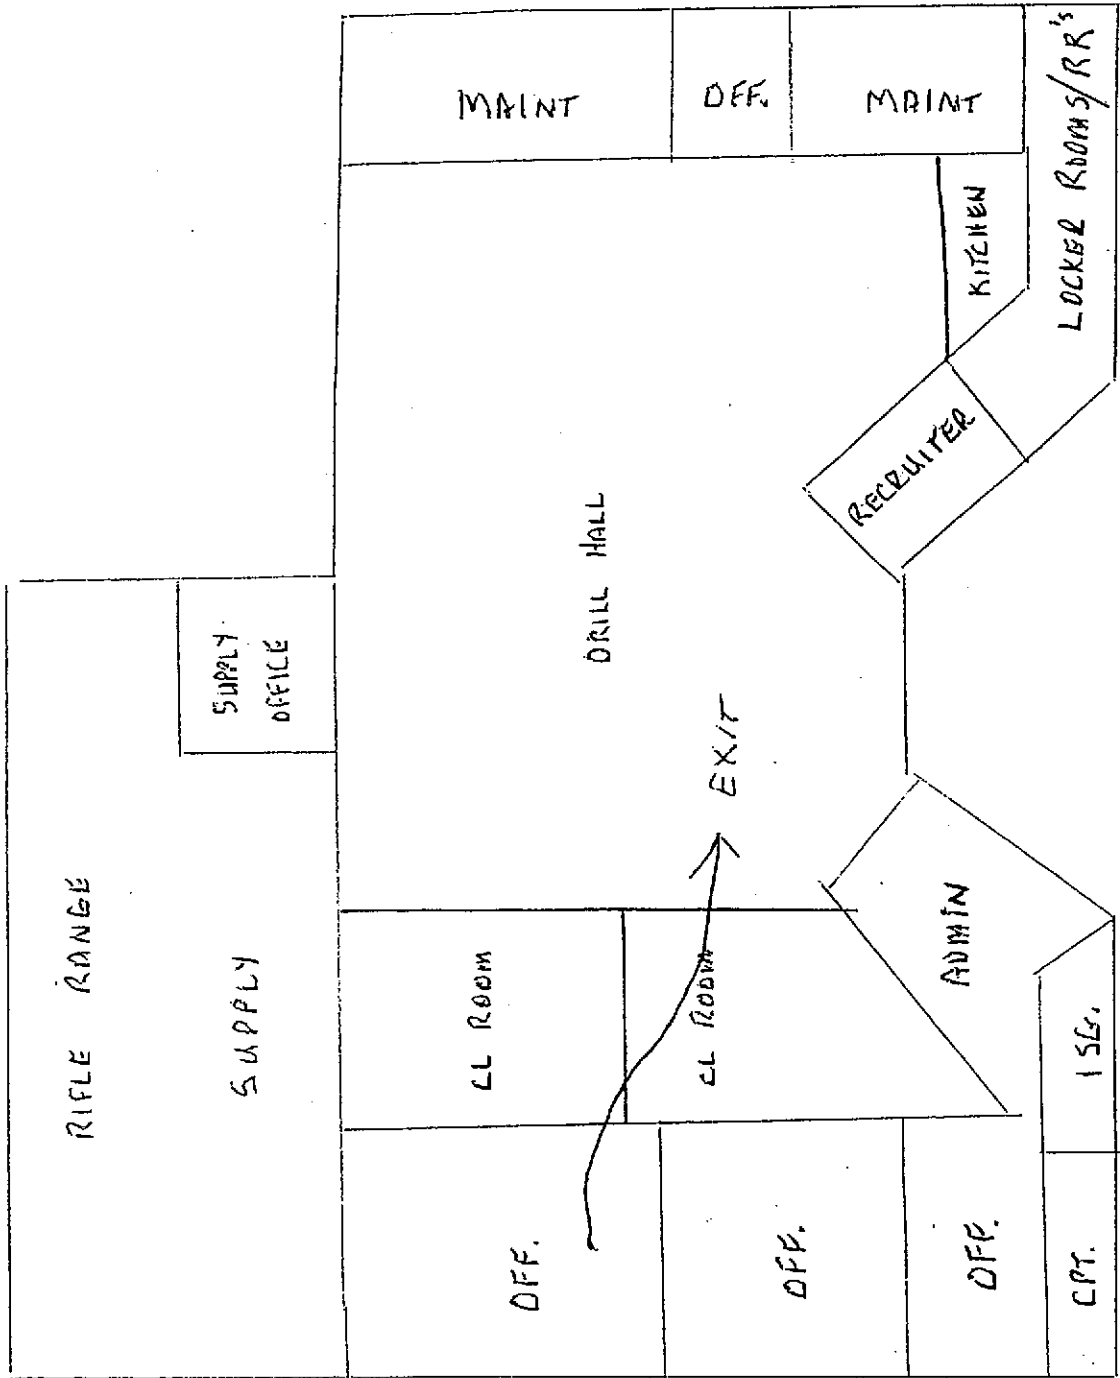 MAINT
OFF.
MAINT
LOCKER ROOMS/RR's
KITCHEN
RECRUITER
DRILL HALL
SUPPLY
OFFICE
EXIT
RIFLE RANGE
SUPPLY
CL ROOM
CL ROOM
ADMIN
1 SG.
OFF.
OFF.
OFF.
CPT.